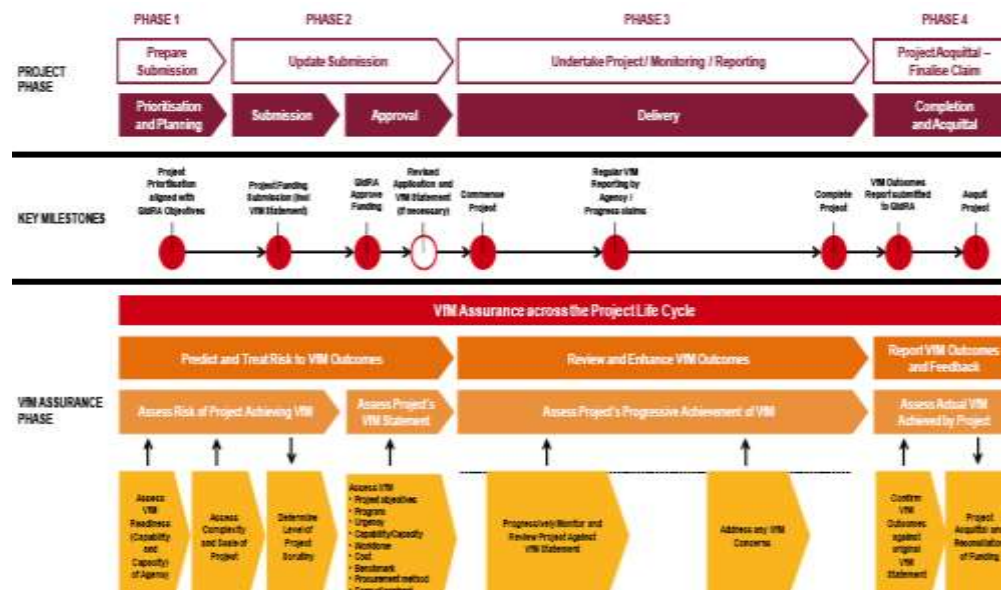 PHASE 1
PHASE 2
PHASE 3
PHASE 4
PROJECT
PHASE
Prepare
Submission
Update Submission
Undertake Project / Monitoring / Reporting
Project Acquittal –
Finalise Claim
Prioritisation
and Planning
Submission
Approval
Delivery
Completion
and Acquittal
KEY MILESTONES
Project
Prioritisation
aligned with
QldRA Objectives
Project Funding
Submission (Incl
VfM Statement)
QldRA
Approve
Funding
Revised
Application and
VfM Statement
(if necessary)
Commence
Project
Regular VfM
Reporting by
Agency /
Progress claims
Complete
Project
VfM Outcomes
Report submitted
to QldRA
Acquit
Project
VfM Assurance across the Project Life Cycle
VfM ASSURANCE
PHASE
Predict and Treat Risk to VfM Outcomes
Review and Enhance VfM Outcomes
Report VfM Outcomes
and Feedback
Assess Risk of Project Achieving VfM
Assess Project's
VfM Statement
Assess Project's Progressive Achievement of VfM
Assess Actual VfM
Achieved by Project
Assess
VfM
Readiness
(Capability
and
Capacity)
of Agency
Assess
Complexity
and Scale of
Project
Determine
Level of
Project
Scrutiny
Assess VfM
• Project objectives
• Program
• Urgency
• Capability/Capacity
• Workforce
• Cost
• Benchmark
• Procurement method
Progressively Monitor and
Review Project Against
VfM Statement
Address any VfM
Concerns
Confirm
VfM
Outcomes
against
original
VfM
Statement
Project
Acquittal and
Reconciliation
of Funding